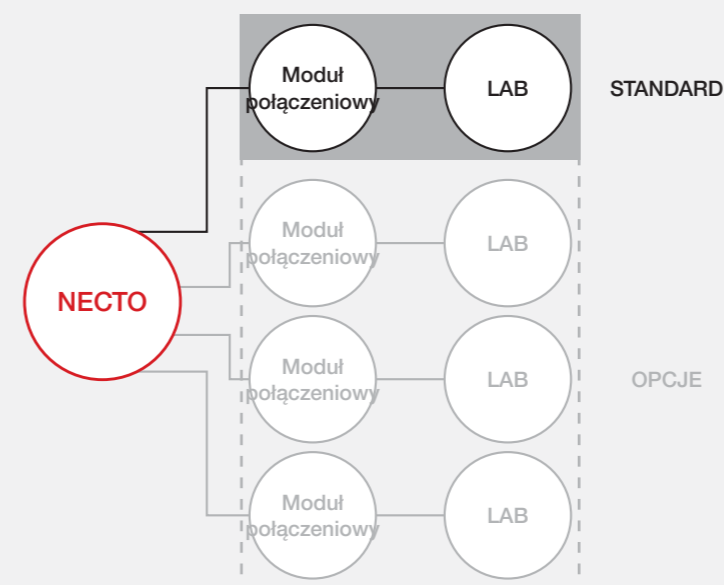 Moduł
połączeniowy
LAB
STANDARD
Moduł
połączeniowy
LAB
NECTO
Moduł
połączeniowy
LAB
OPCJE
Moduł
połączeniowy
LAB